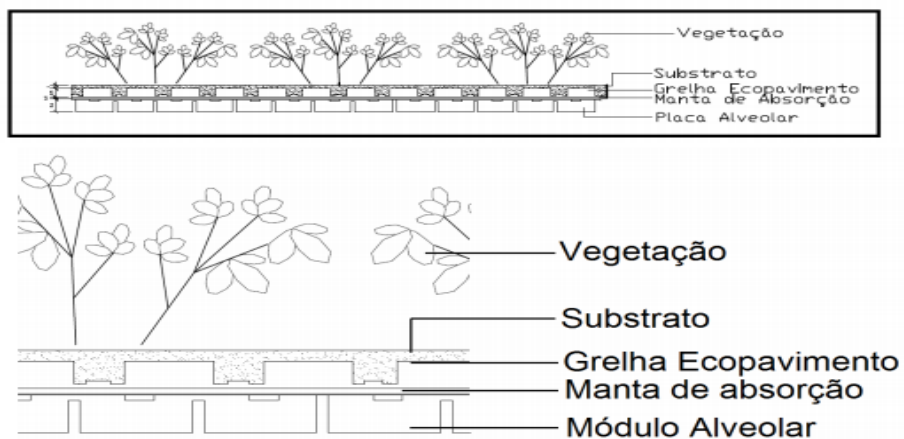 Vegetação
Substrato
Grelha Ecopavimento
Manta de Absorção
Placa Alveolar
Vegetação
Substrato
Grelha Ecopavimento
Manta de absorção
Módulo Alveolar